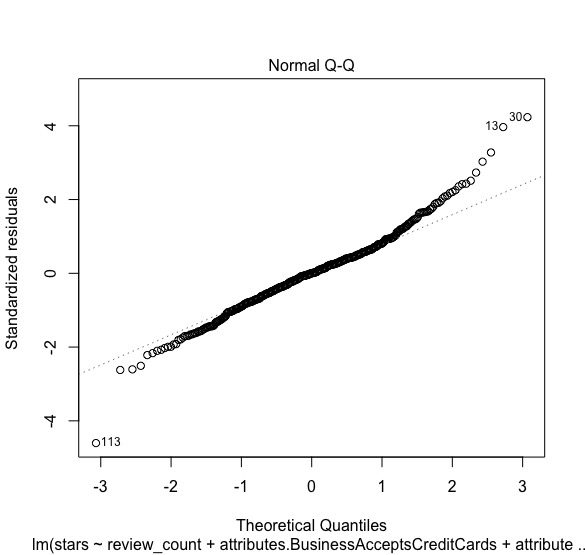 Normal Q-Q
4
2
0
-2
-4
Standardized residuals
13
30
113
-3 -2 -1 0 1 2 3
Theoretical Quantiles
lm(stars ~ review_count + attributes.BusinessAcceptsCreditCards + attribute ..